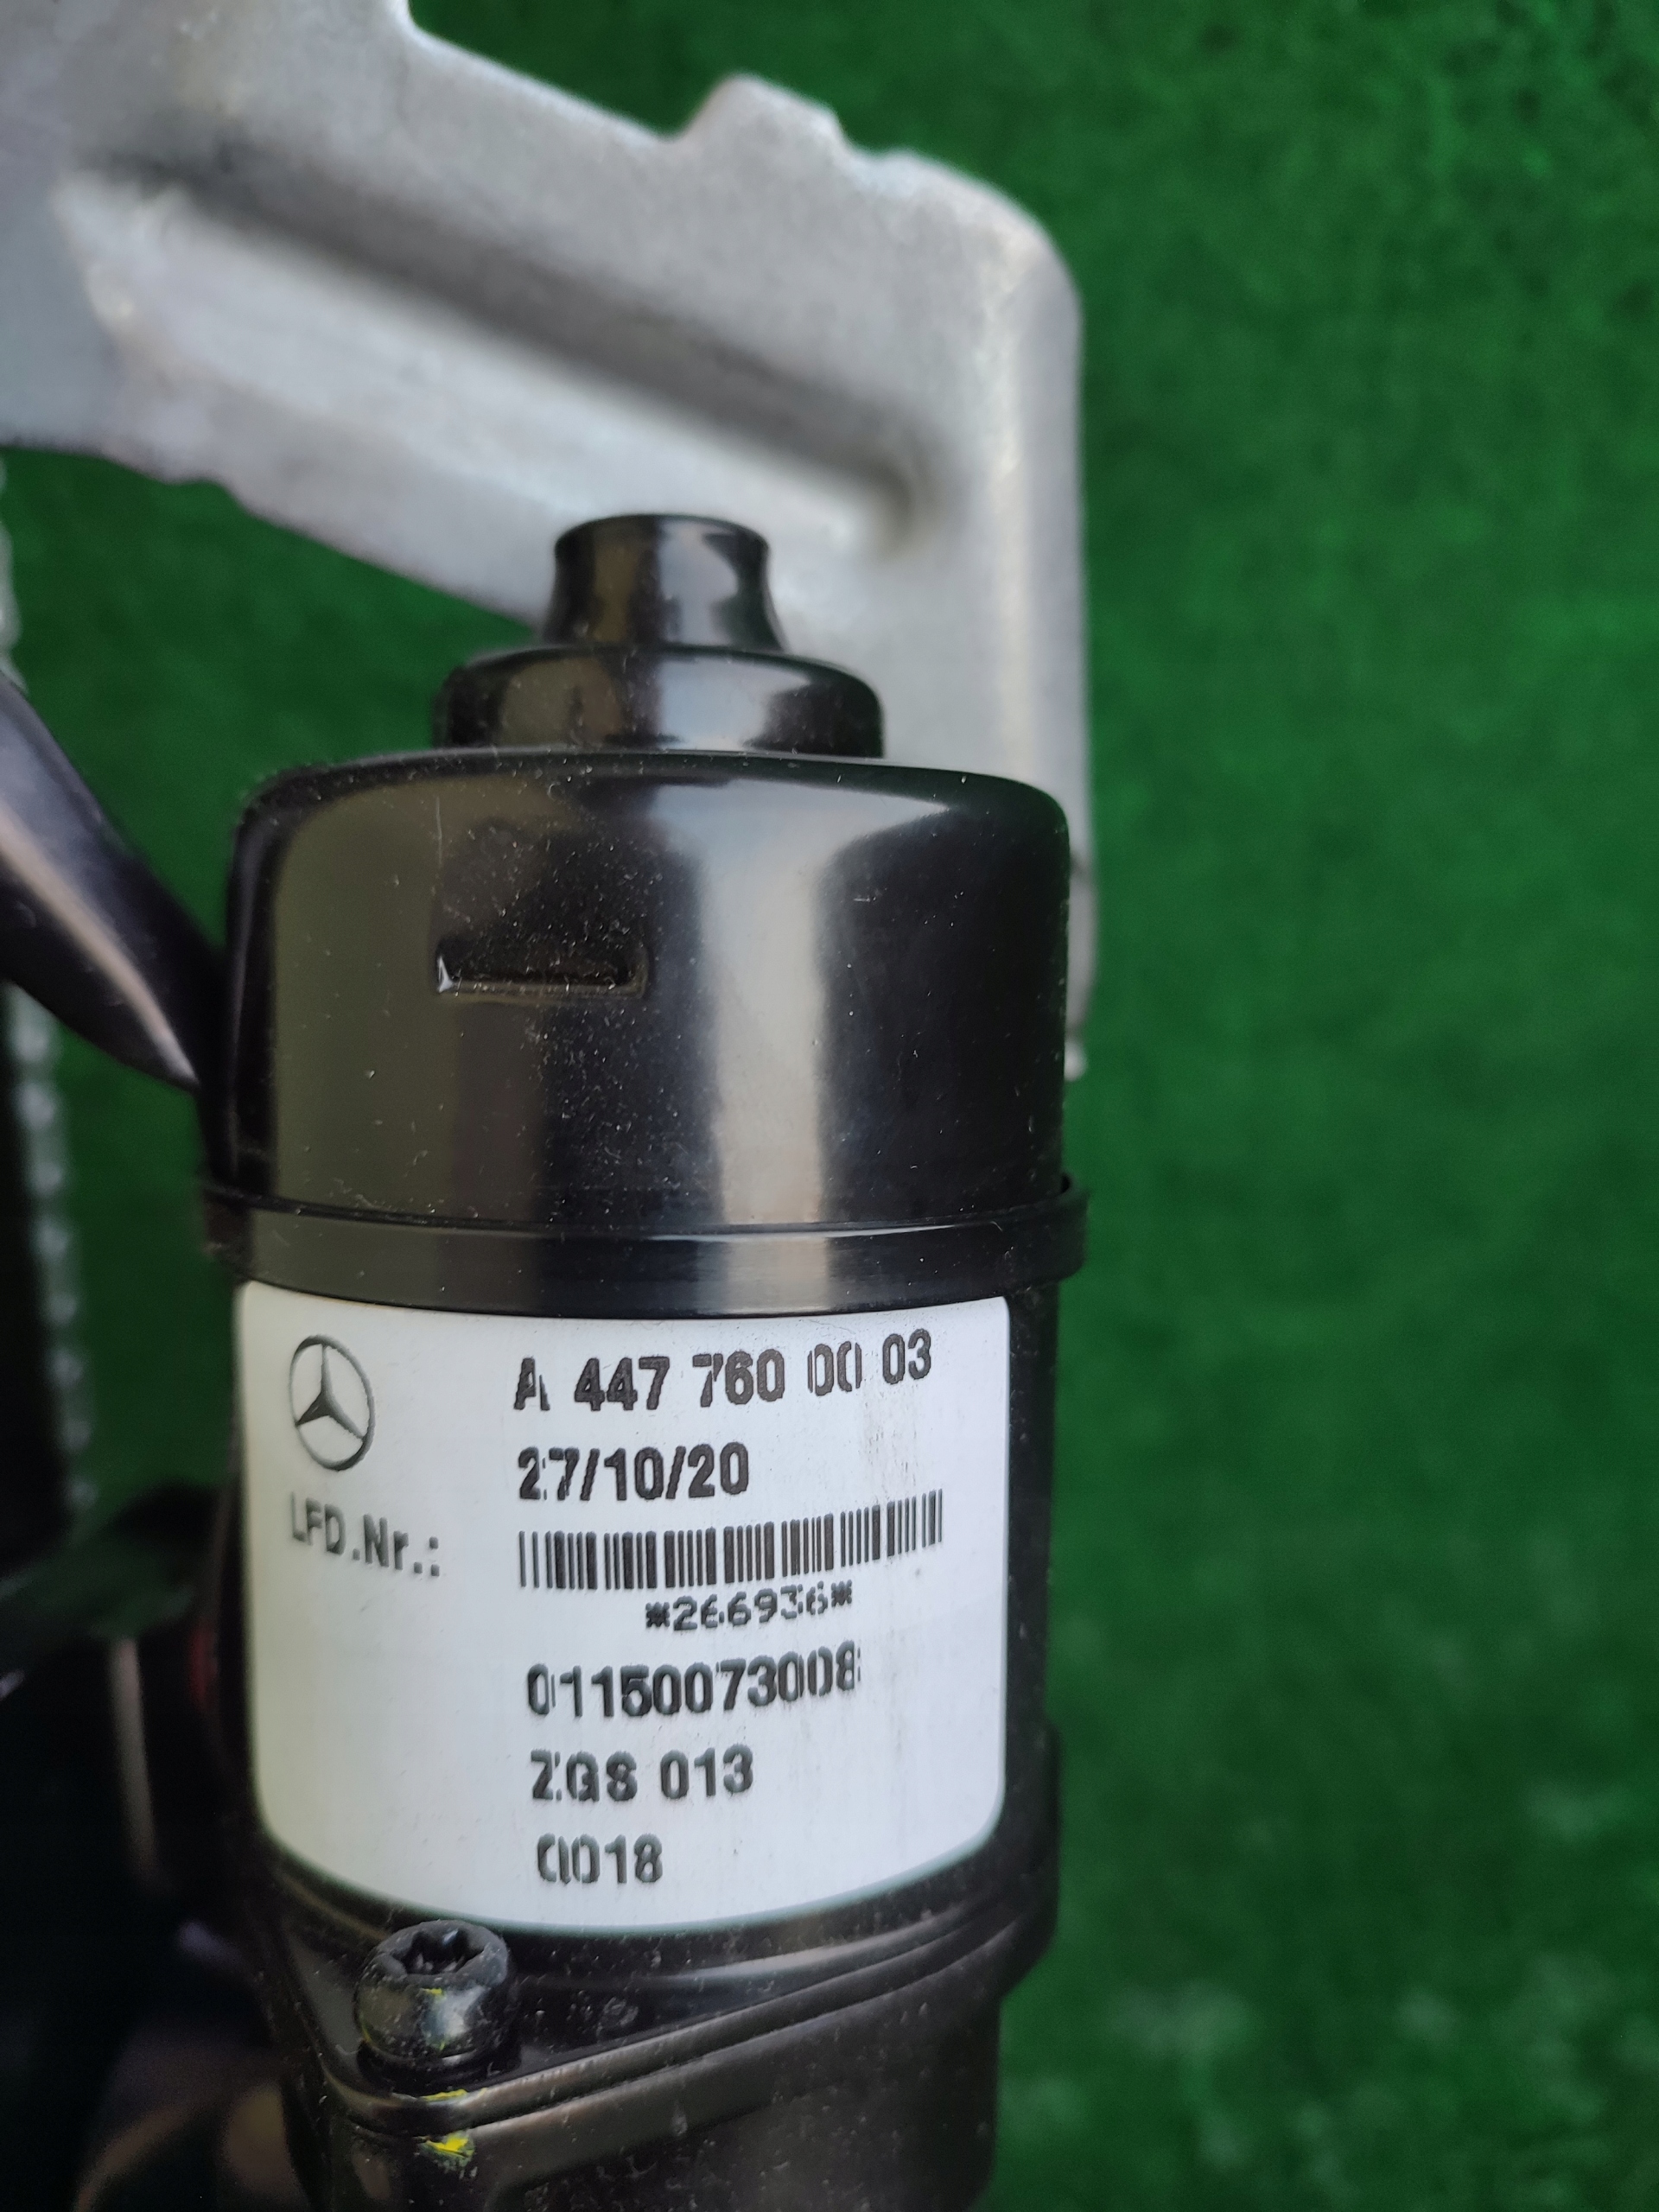 A 447 760 00 03
27/10/20
LFD.Nr.:
*266936*
01150073008
ZGS 013
0018